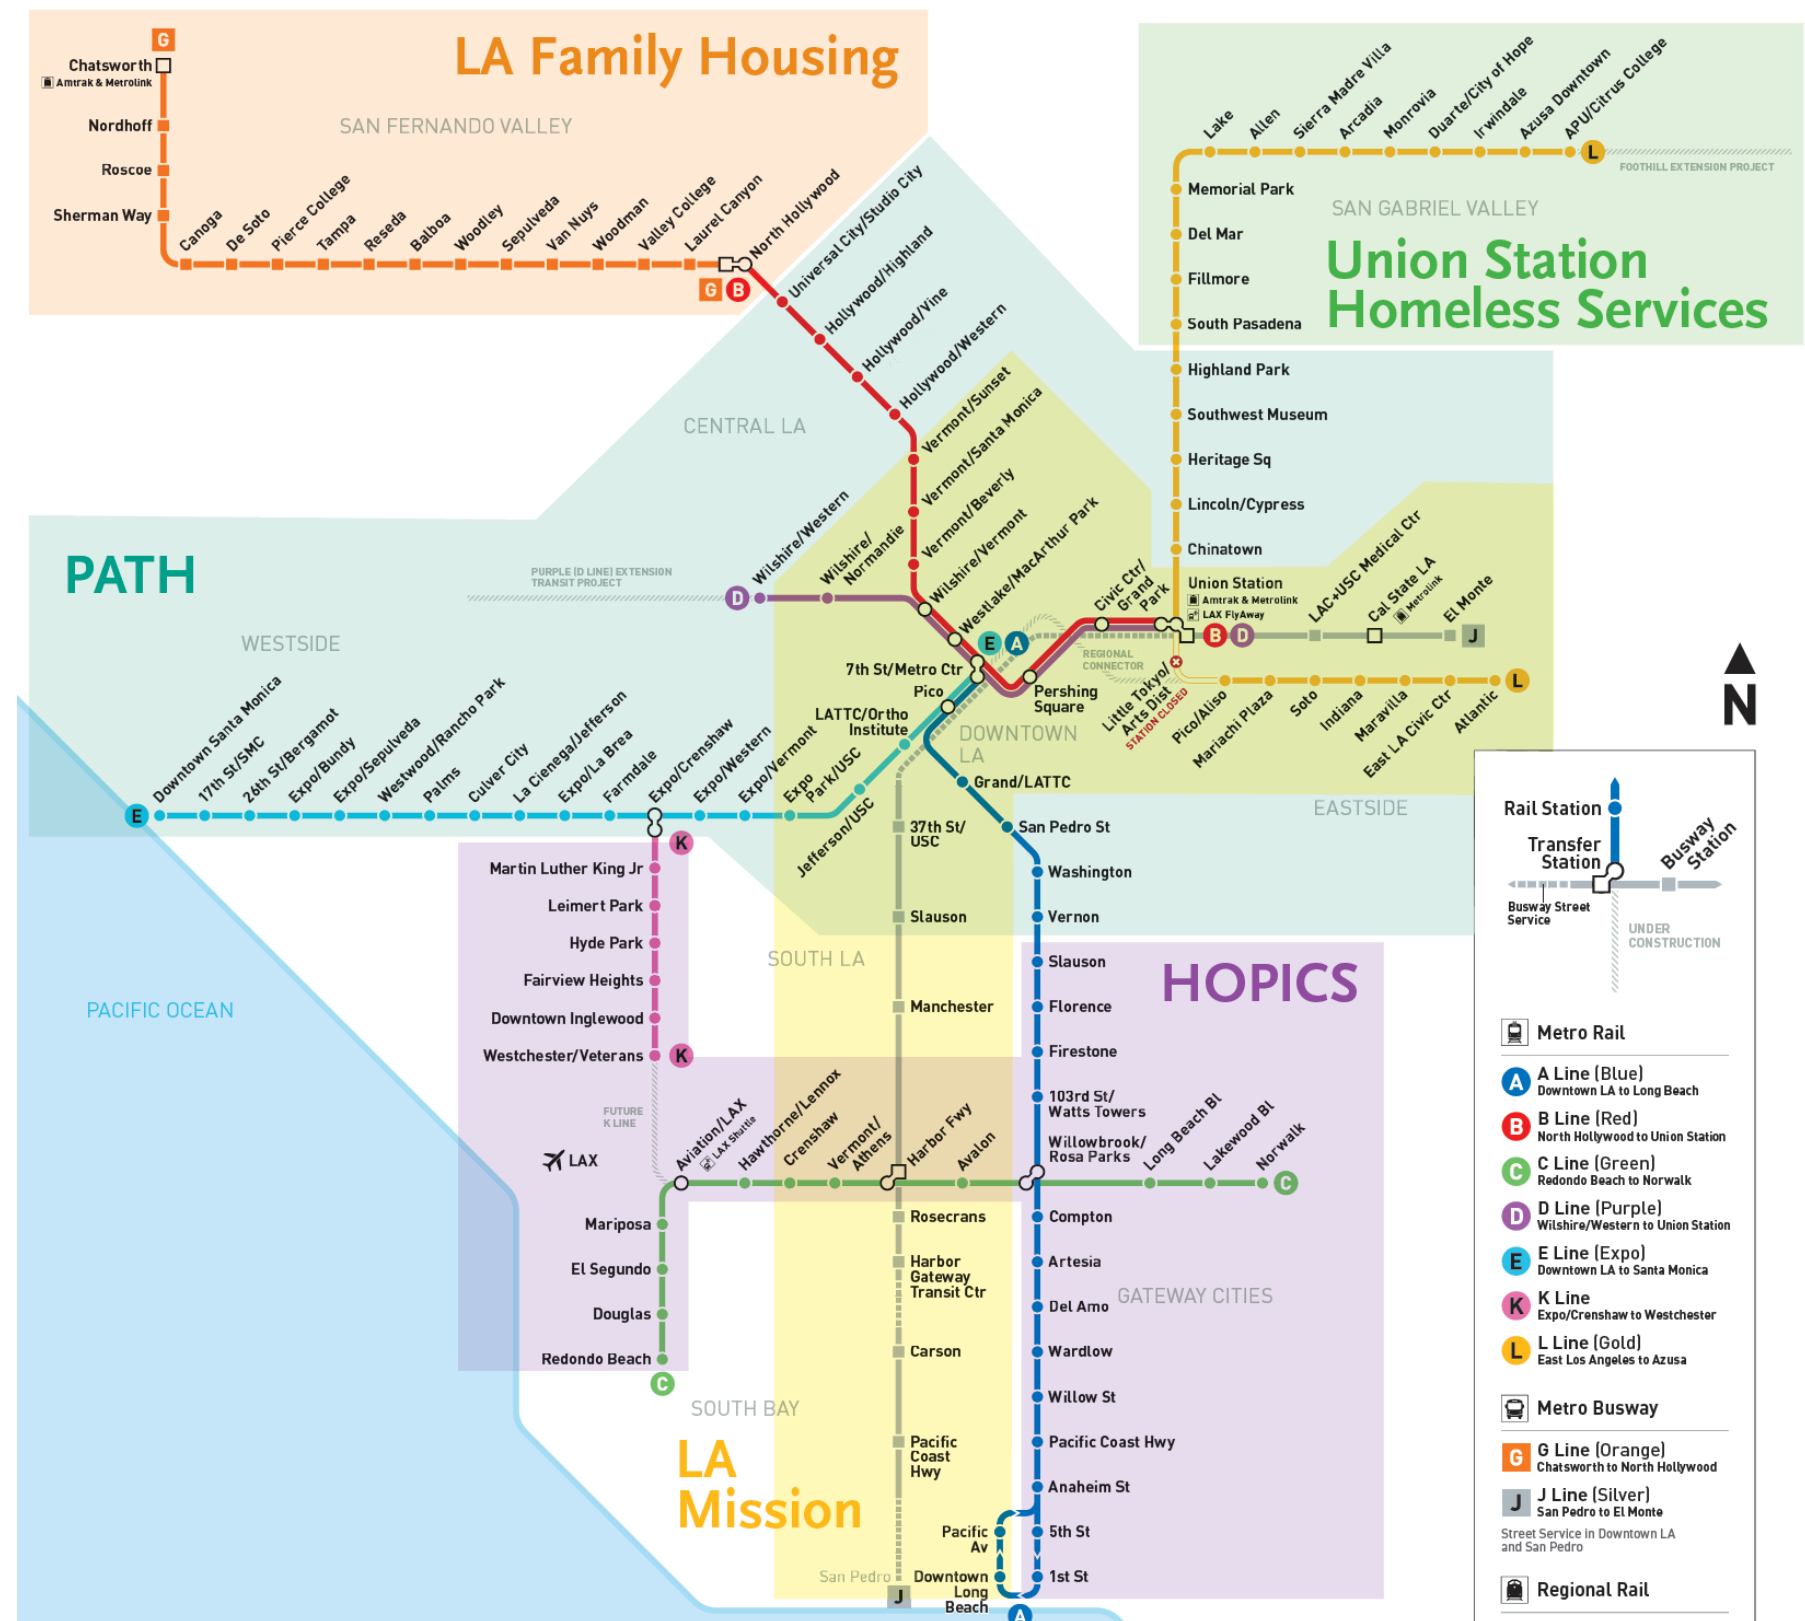 G
LA Family Housing
Chatsworth
Amtrak & Metrolink
Nordhoff
SAN FERNANDO VALLEY
Roscoe
Sherman Way
Canoga
De Soto
Pierce College
Tampa
Reseda
Balboa
Woodley
Sepulveda
Van Nuys
Woodman
Valley College
Laurel Canyon
North Hollywood
G
B
Universal City/Studio City
Hollywood/Highland
Hollywood/Vine
Hollywood/Western
Vermont/Sunset
Vermont/Santa Monica
Vermont/Beverly
Wilshire/Vermont
Westlake/MacArthur Park
CENTRAL LA
Lake
Allen
Sierra Madre Villa
Arcadia
Monrovia
Duarte/City of Hope
Irwindale
Azusa Downtown
APU/Citrus College
L
FOOTHILL EXTENSION PROJECT
Memorial Park
SAN GABRIEL VALLEY
Del Mar
Union Station
Homeless Services
Fillmore
South Pasadena
Highland Park
Southwest Museum
Heritage Sq
Lincoln/Cypress
Chinatown
Union Station
Amtrak & Metrolink
LAX FlyAway
B
D
LAC+USC Medical Ctr
Cal State LA
Metrolink
El Monte
J
PATH
PURPLE (D LINE) EXTENSION
TRANSIT PROJECT
D
Wilshire/Western
Wilshire/
Normandie
Civic Ctr/
Grand
Park
E
A
REGIONAL
CONNECTOR
7th St/Metro Ctr
Pico
Pershing
Square
LATTC/Ortho
Institute
DOWNTOWN
LA
Little Tokyo/
Arts Dist
STATION CLOSED
Pico/Aliso
Mariachi Plaza
Soto
Indiana
Maravilla
East LA Civic Ctr
Atlantic
L
WESTSIDE
E
Downtown Santa Monica
17th St/SMC
26th St/Bergamot
Expo/Bundy
Expo/Sepulveda
Westwood/Rancho Park
Palms
Culver City
La Cienega/Jefferson
Expo/La Brea
Farmdale
Expo/Crenshaw
Expo/Western
Expo/Vermont
Expo
Park/USC
Jefferson/USC
Grand/LATTC
EASTSIDE
San Pedro St
37th St/
USC
K
Martin Luther King Jr
Leimert Park
Hyde Park
Fairview Heights
Downtown Inglewood
Westchester/Veterans
K
Washington
Vernon
Slauson
SOUTH LA
Slauson
HOPICS
Manchester
Florence
Firestone
103rd St/
Watts Towers
Willowbrook/
Rosa Parks
PACIFIC OCEAN
FUTURE
K LINE
LAX
Aviation/LAX
LAX Shuttle
Hawthorne/Lennox
Crenshaw
Vermont/
Athens
Harbor Fwy
Avalon
Long Beach Bl
Lakewood Bl
Norwalk
C
Mariposa
El Segundo
Douglas
Redondo Beach
C
Rosecrans
Harbor
Gateway
Transit Ctr
Carson
Pacific
Coast
Hwy
Compton
Artesia
GATEWAY CITIES
Del Amo
Wardlow
Willow St
Pacific Coast Hwy
Anaheim St
5th St
1st St
SOUTH BAY
LA
Mission
Pacific
Av
San Pedro
Downtown
Long
Beach
J
A
N
Rail Station
Transfer
Station
Busway
Station
Busway Street
Service
UNDER
CONSTRUCTION
Metro Rail
A
A Line (Blue)
Downtown LA to Long Beach
B
B Line (Red)
North Hollywood to Union Station
C
C Line (Green)
Redondo Beach to Norwalk
D
D Line (Purple)
Wilshire/Western to Union Station
E
E Line (Expo)
Downtown LA to Santa Monica
K
K Line
Expo/Crenshaw to Westchester
L
L Line (Gold)
East Los Angeles to Azusa
Metro Busway
G
G Line (Orange)
Chatsworth to North Hollywood
J
J Line (Silver)
San Pedro to El Monte
Street Service in Downtown LA
and San Pedro
Regional Rail